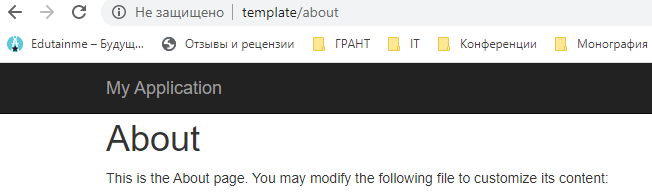 Не защищено template/about
Edutainme – Будущ... Отзывы и рецензии ГРАНТ IT Конференции Монография
My Application
About
This is the About page. You may modify the following file to customize its content: